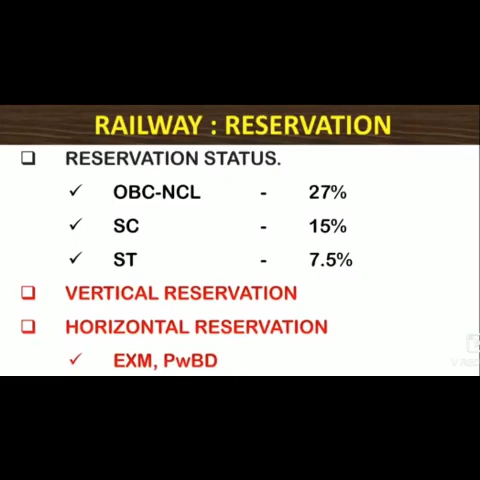 RAILWAY : RESERVATION
❑ RESERVATION STATUS.
✓ OBC-NCL - 27%
✓ SC - 15%
✓ ST - 7.5%
❑ VERTICAL RESERVATION
❑ HORIZONTAL RESERVATION
✓ EXM, PwBD